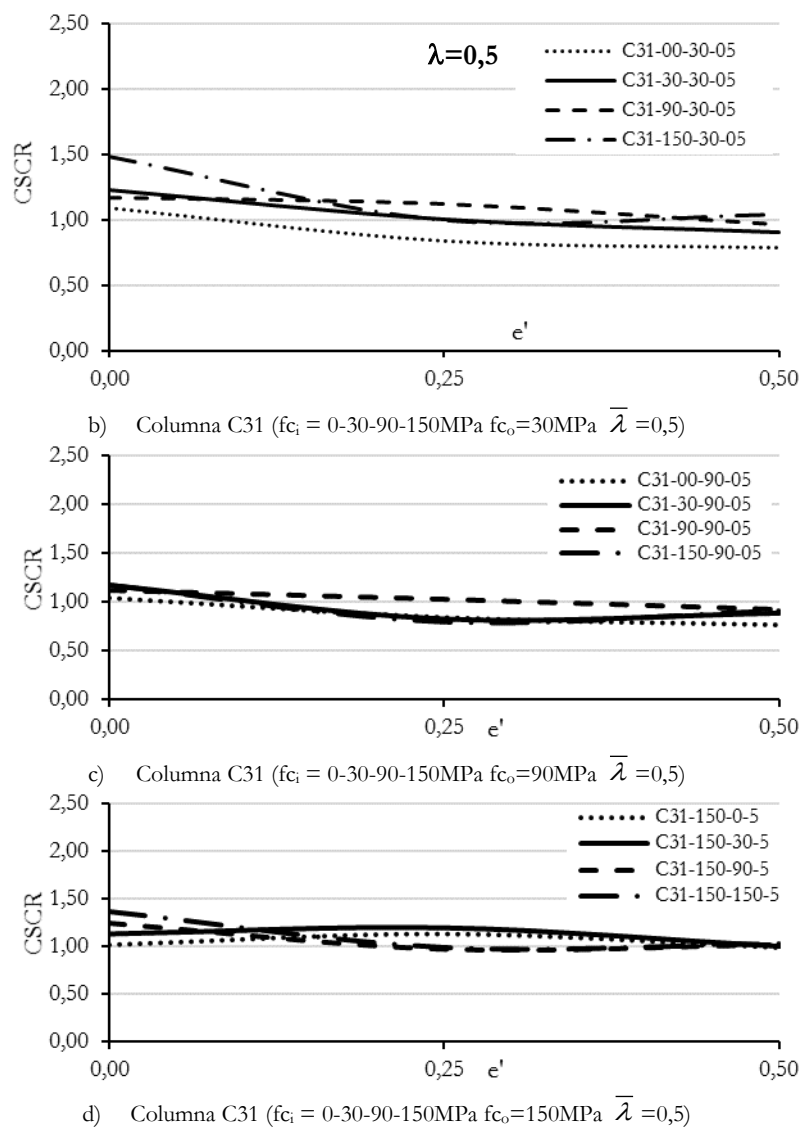 2,50
2,00
1,50
1,00
0,50
0,00
CSCR
λ=0,5
C31-00-30-05
C31-30-30-05
C31-90-30-05
C31-150-30-05
e'
0,00
0,25
0,50
b) Columna C31 (fcᵢ = 0-30-90-150MPa fcₒ=30MPa λ̅ =0,5)
2,50
2,00
1,50
1,00
0,50
0,00
CSCR
C31-00-90-05
C31-30-90-05
C31-90-90-05
C31-150-90-05
0,00
0,25
e'
0,50
c) Columna C31 (fcᵢ = 0-30-90-150MPa fcₒ=90MPa λ̅ =0,5)
2,50
2,00
1,50
1,00
0,50
0,00
CSCR
C31-150-0-5
C31-150-30-5
C31-150-90-5
C31-150-150-5
0,00
0,25
e'
0,50
d) Columna C31 (fcᵢ = 0-30-90-150MPa fcₒ=150MPa λ̅ =0,5)